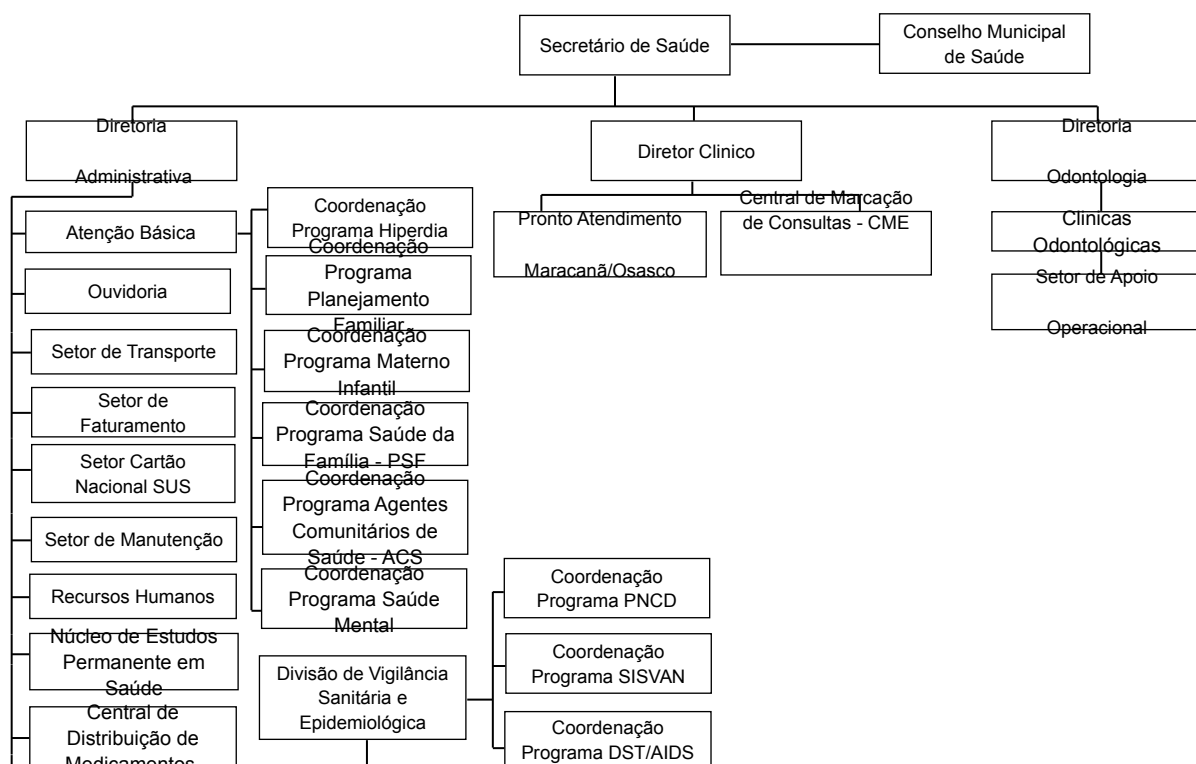 Secretário de Saúde
Conselho Municipal
de Saúde
Diretoria
Administrativa
Diretor Clinico
Diretoria
Odontologia
Atenção Básica
Ouvidoria
Setor de Transporte
Setor de
Faturamento
Setor Cartão
Nacional SUS
Setor de Manutenção
Recursos Humanos
Núcleo de Estudos
Permanente em
Saúde
Central de
Distribuição de
Medicamentos
Coordenação
Programa Hiperdia
Coordenação
Programa
Planejamento
Familiar
Coordenação
Programa Materno
Infantil
Coordenação
Programa Saúde da
Família - PSF
Coordenação
Programa Agentes
Comunitários de
Saúde - ACS
Coordenação
Programa Saúde
Mental
Divisão de Vigilância
Sanitária e
Epidemiológica
Coordenação
Programa PNCD
Coordenação
Programa SISVAN
Coordenação
Programa DST/AIDS
Pronto Atendimento
Maracanã/Osasco
Central de Marcação
de Consultas - CME
Clínicas
Odontológicas
Setor de Apoio
Operacional